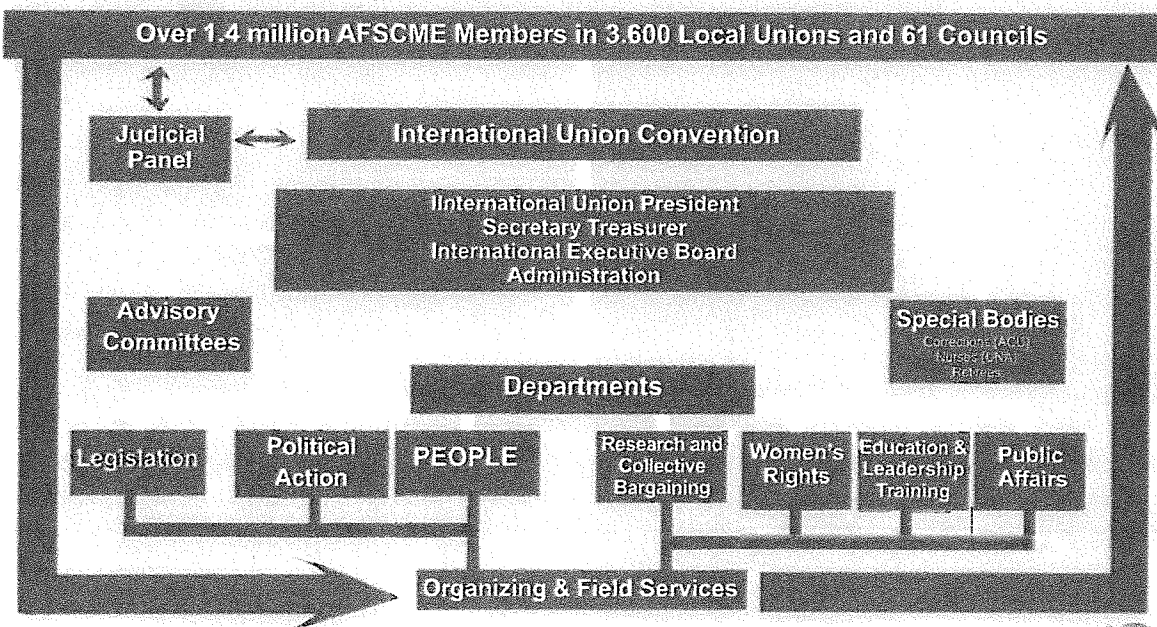 Over 1.4 million AFSCME Members in 3.600 Local Unions and 61 Councils
Judicial
Panel
International Union Convention
IInternational Union President
Secretary Treasurer
International Executive Board
Administration
Advisory
Committees
Special Bodies
Corrections (ACU)
Nurses (UNA)
Retirees
Departments
Legislation
Political
Action
PEOPLE
Research and
Collective
Bargaining
Women's
Rights
Education &
Leadership
Training
Public
Affairs
Organizing & Field Services